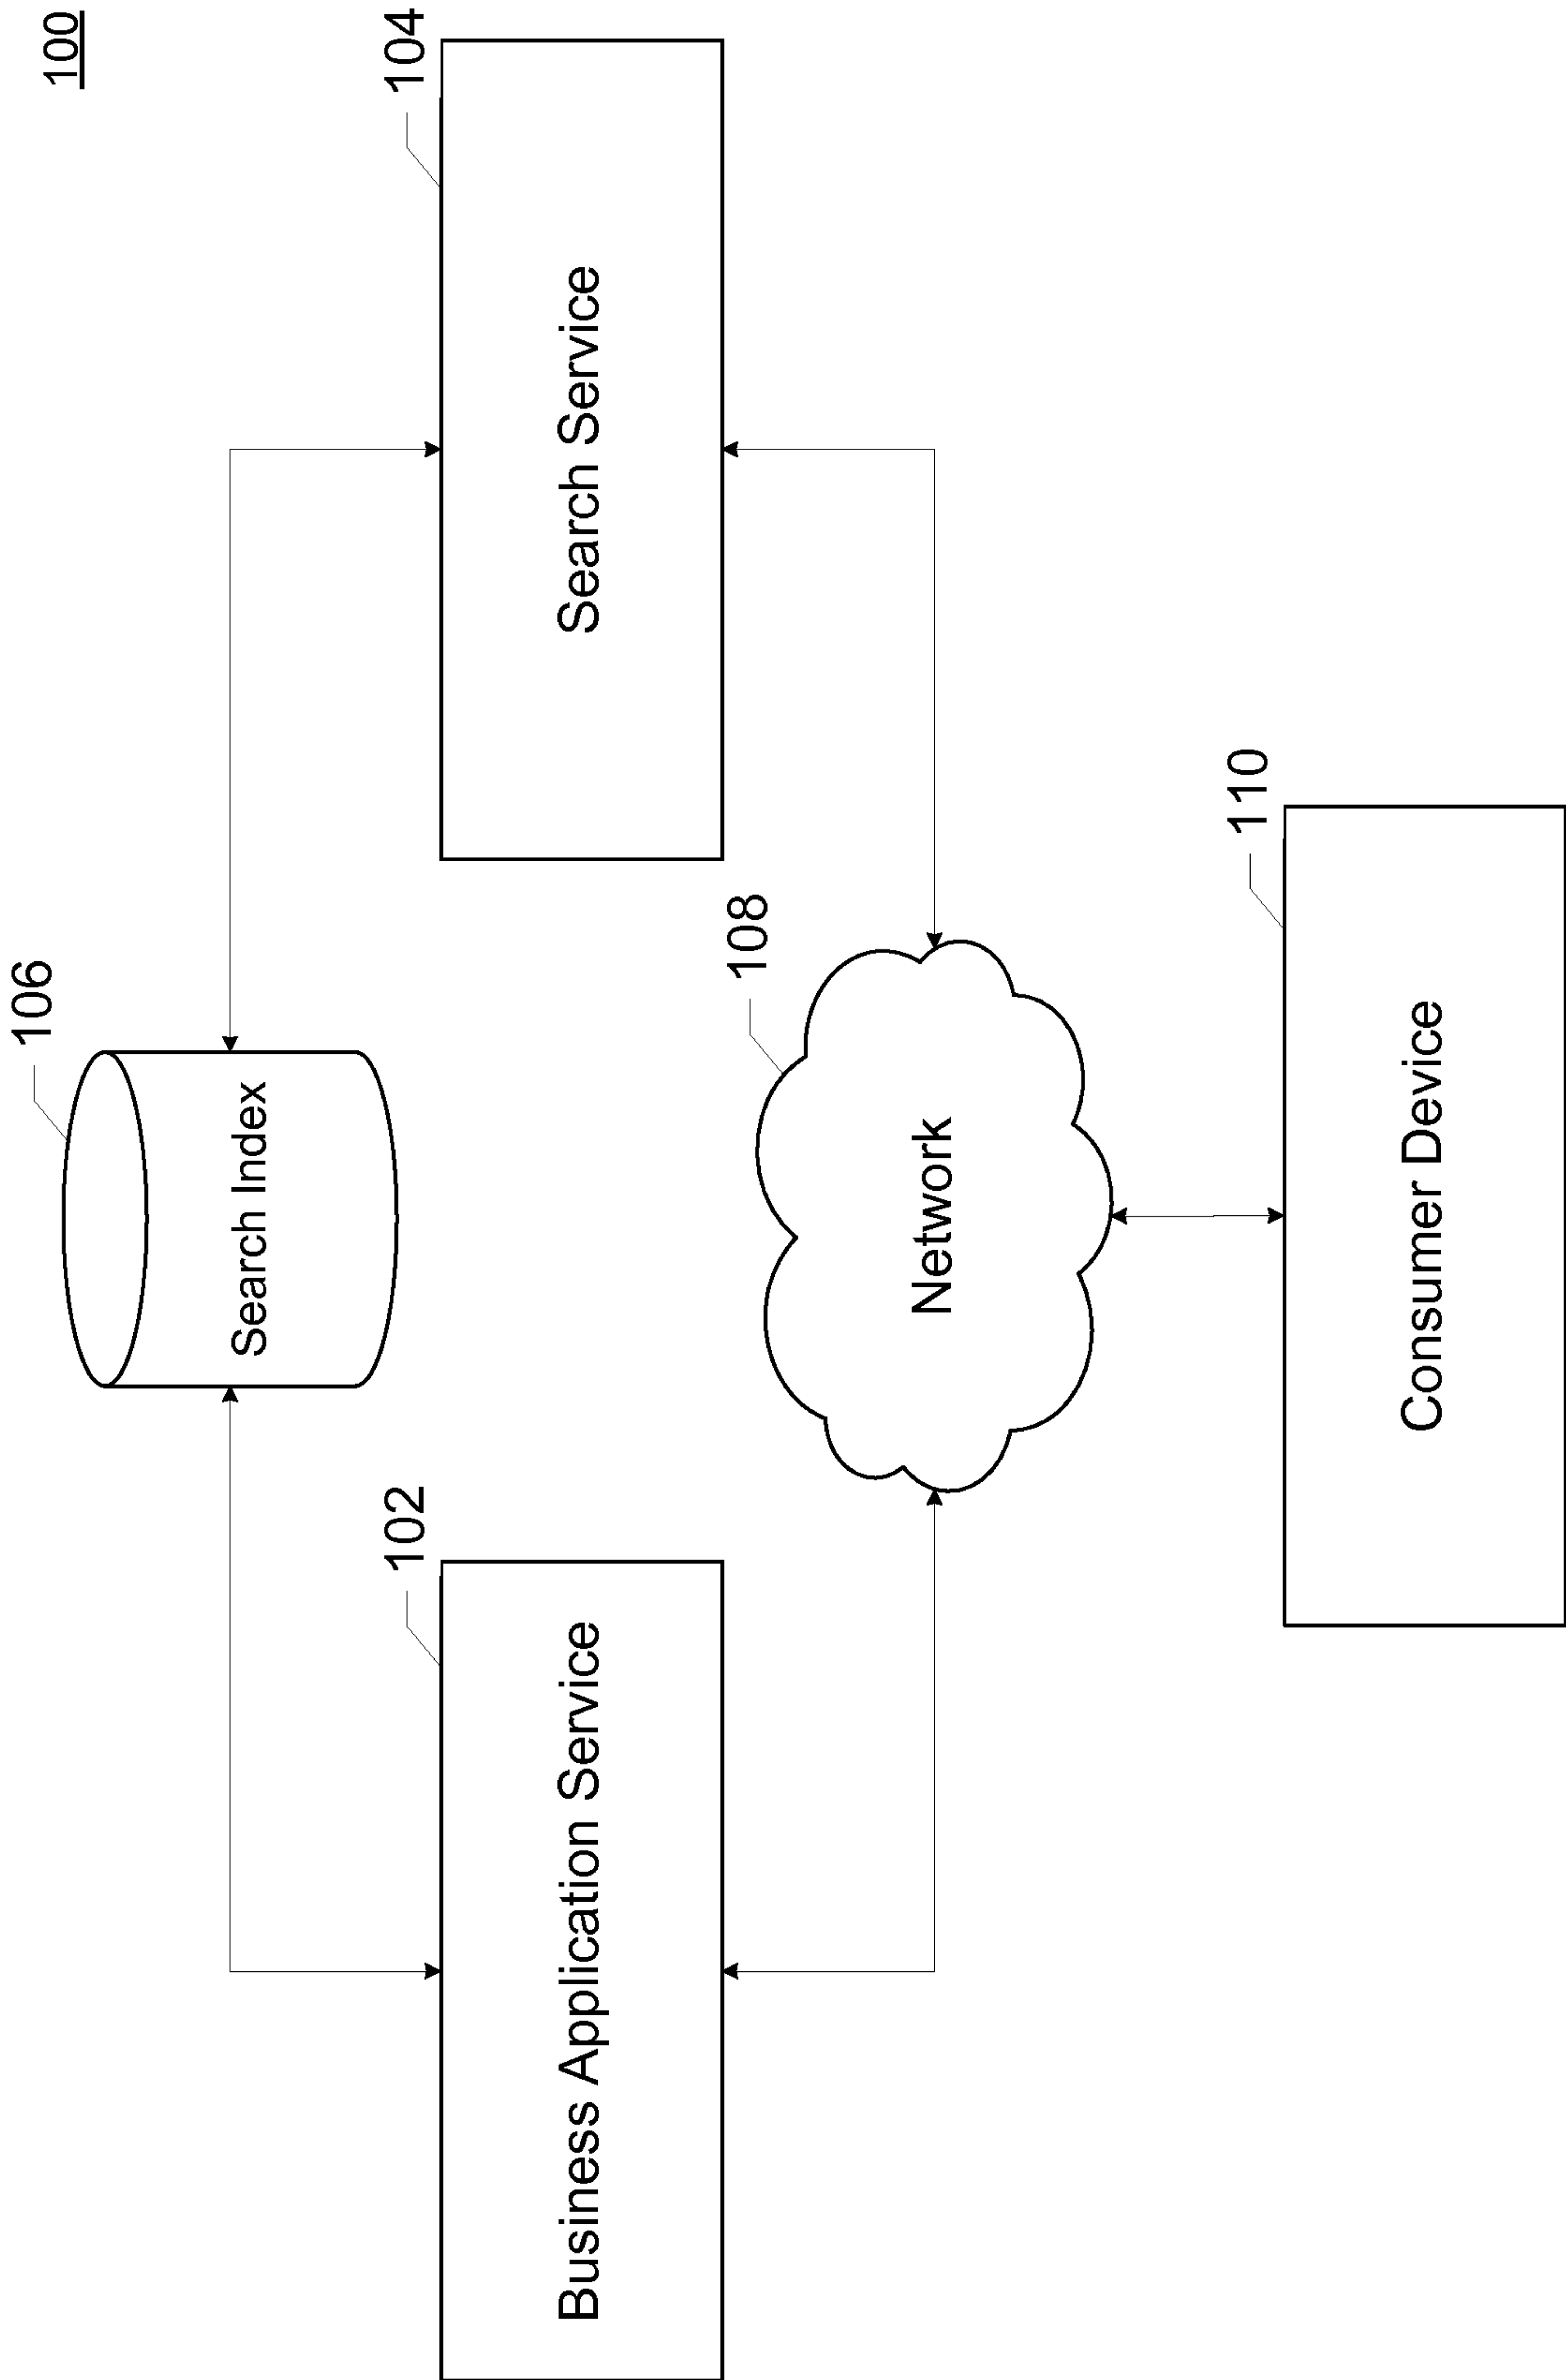 100
106
Search Index
102
104
Business Application Service
Search Service
108
Network
110
Consumer Device